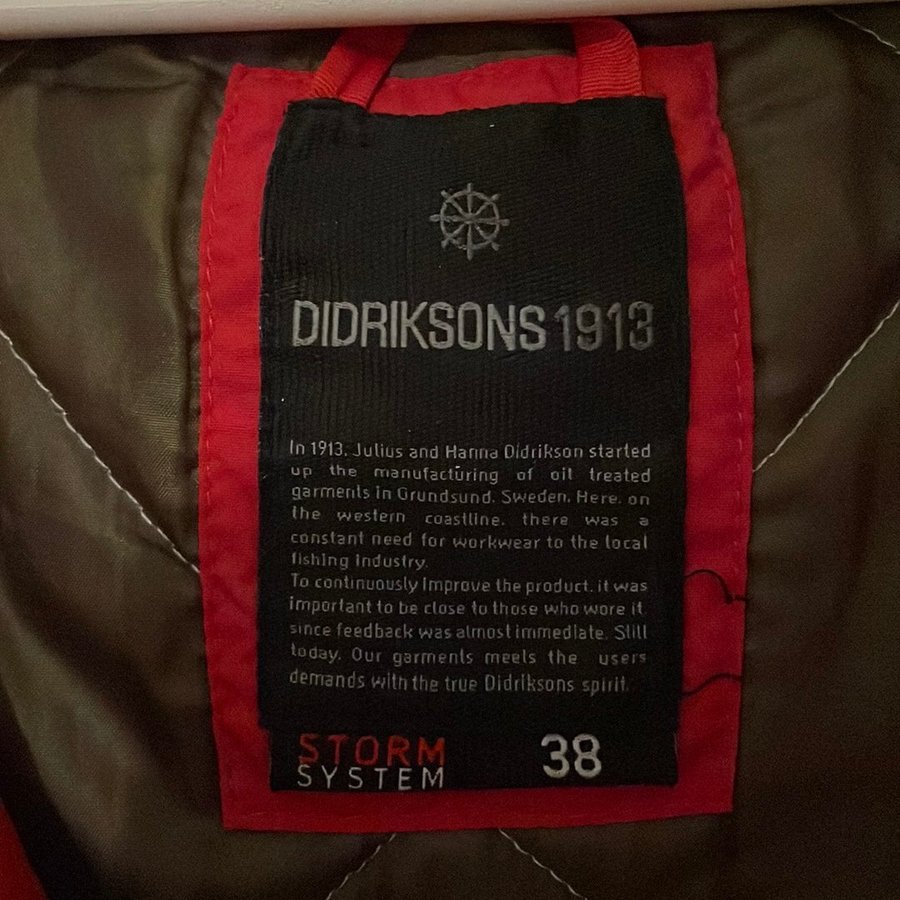 DIDRIKSONS 1913
In 1913, Julius and Hanna Didrikson started
up the manufacturing of oil treated
garments in Grundsund, Sweden. Here, on
the western coastline, there was a
constant need for workwear to the local
fishing industry.
To continuously improve the product, it was
important to be close to those who wore it
since feedback was almost immediate. Still
today, Our garments meets the users
demands with the true Didriksons spirit.
STORM
SYSTEM
38